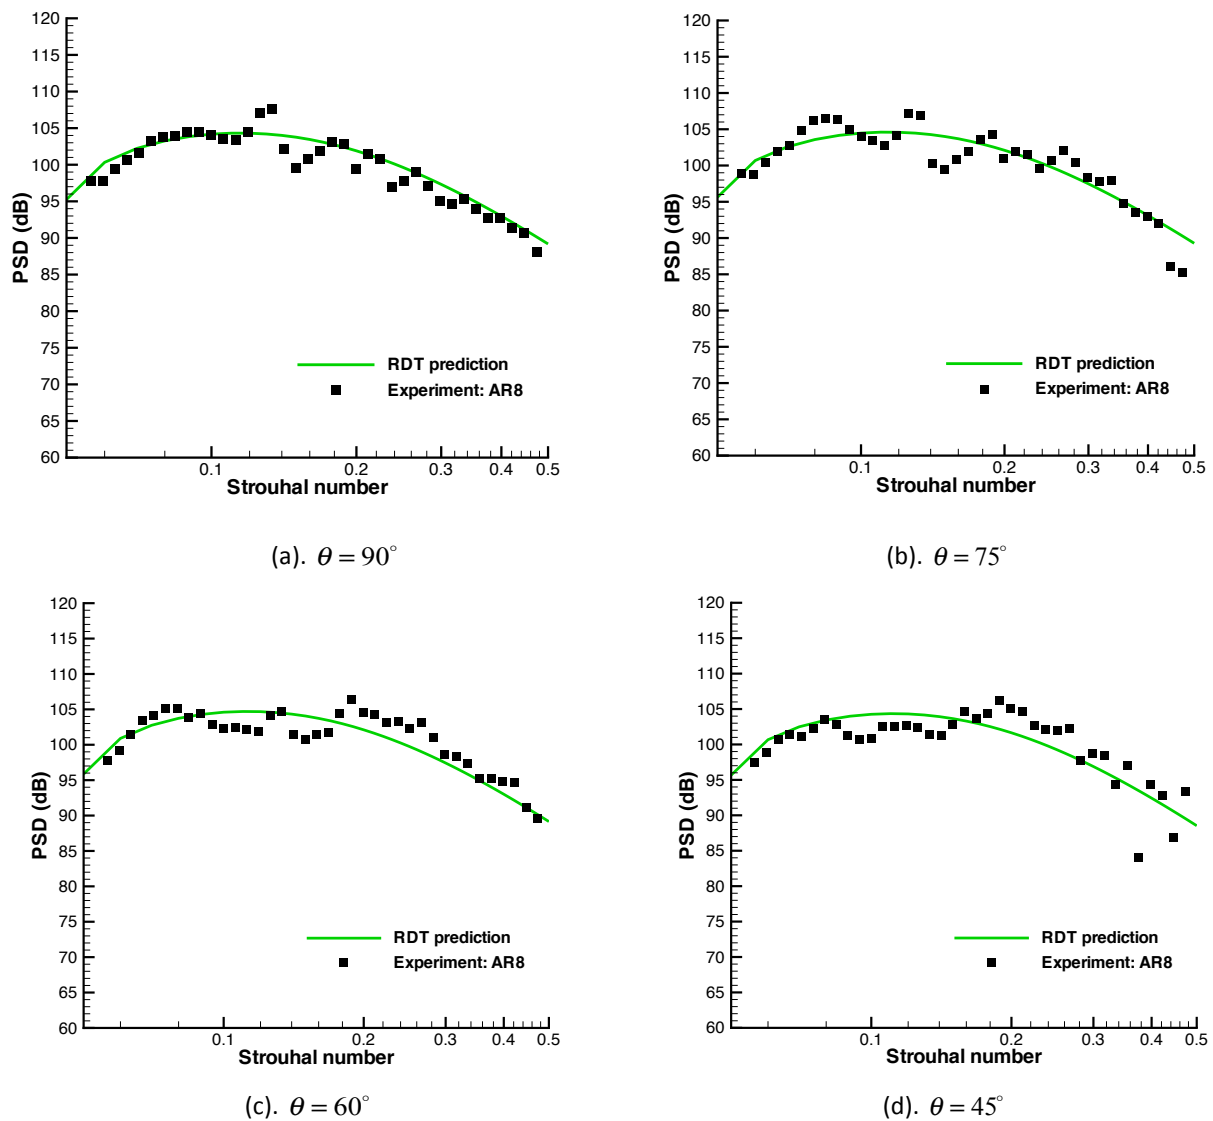 120
115
110
105
100
95
90
85
80
75
70
65
60
PSD (dB)
RDT prediction
Experiment: AR8
0.1 0.2 0.3 0.4 0.5
Strouhal number
(a). θ = 90°
120
115
110
105
100
95
90
85
80
75
70
65
60
PSD (dB)
RDT prediction
Experiment: AR8
0.1 0.2 0.3 0.4 0.5
Strouhal number
(b). θ = 75°
120
115
110
105
100
95
90
85
80
75
70
65
60
PSD (dB)
RDT prediction
Experiment: AR8
0.1 0.2 0.3 0.4 0.5
Strouhal number
(c). θ = 60°
120
115
110
105
100
95
90
85
80
75
70
65
60
PSD (dB)
RDT prediction
Experiment: AR8
0.1 0.2 0.3 0.4 0.5
Strouhal number
(d). θ = 45°